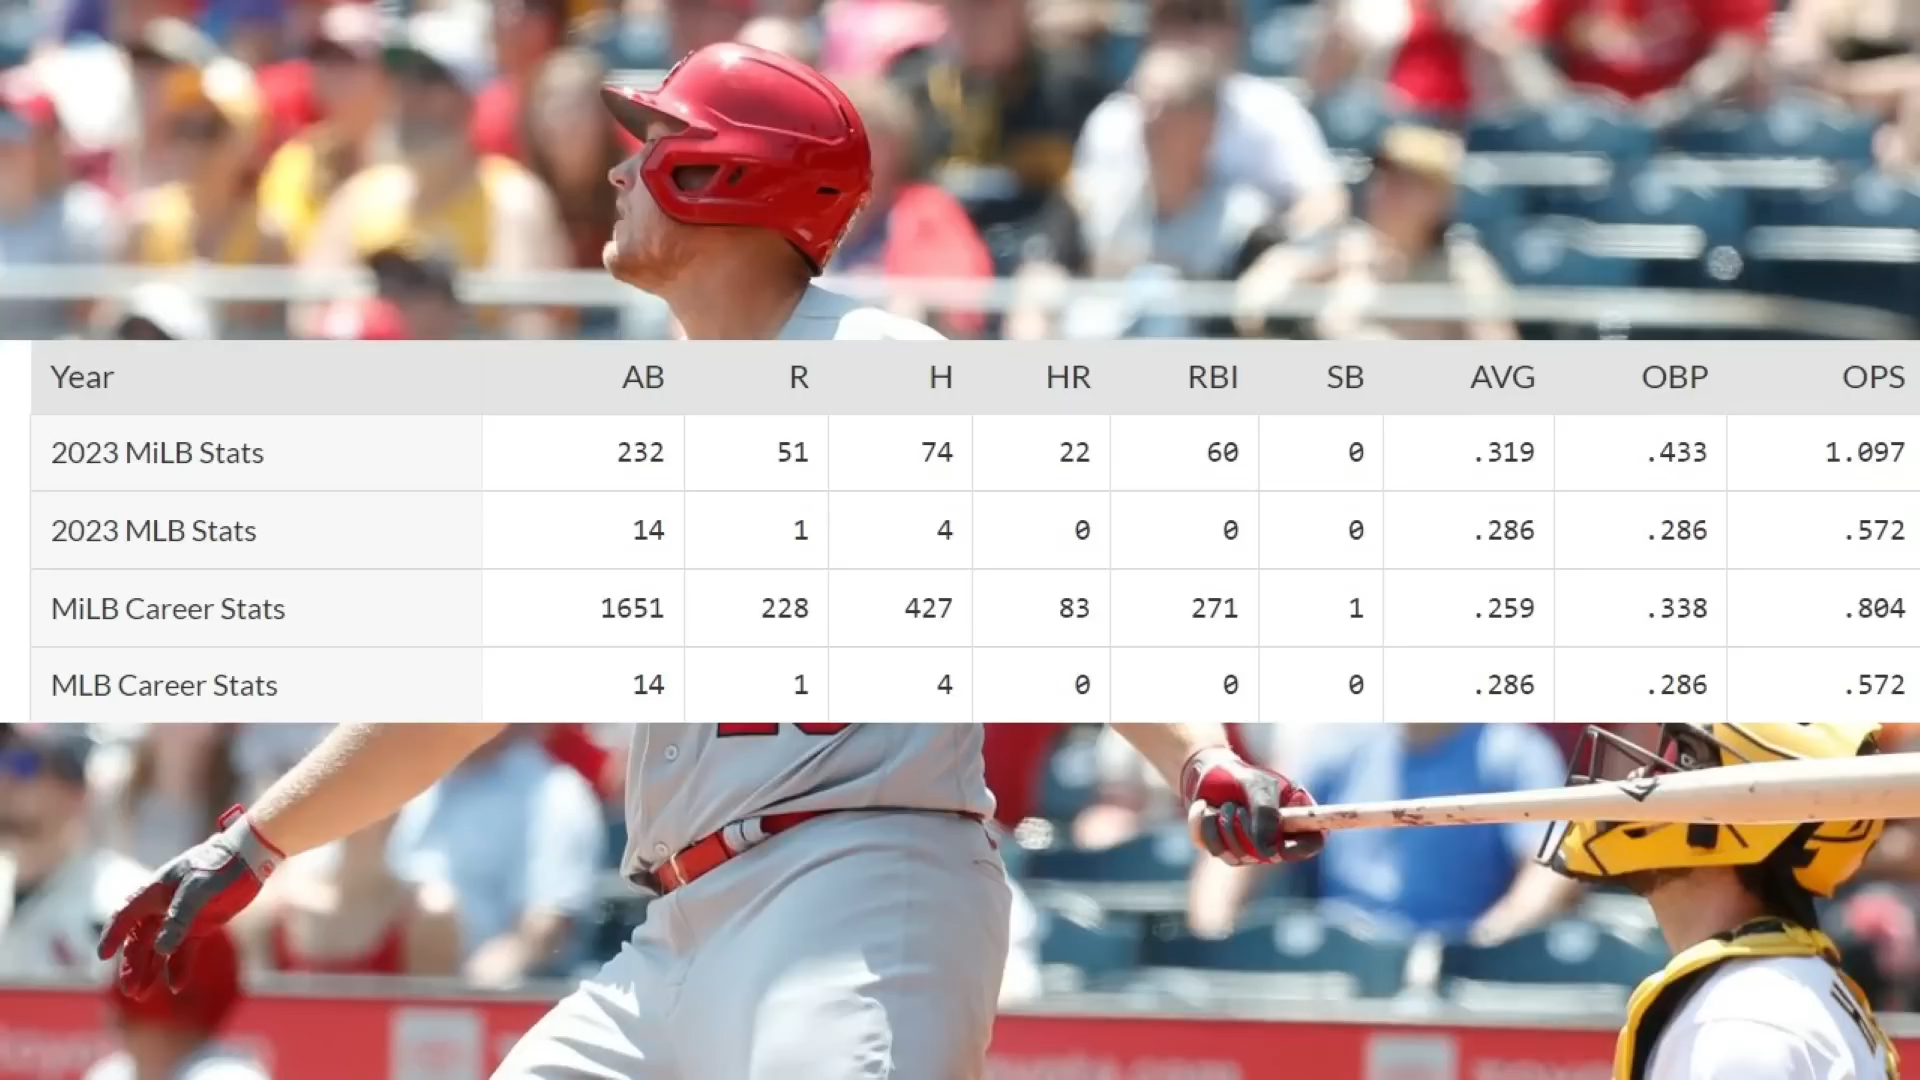 Year AB R H HR RBI SB AVG OBP OPS
2023 MiLB Stats 232 51 74 22 60 0 .319 .433 1.097
2023 MLB Stats 14 1 4 0 0 0 .286 .286 .572
MiLB Career Stats 1651 228 427 83 271 1 .259 .338 .804
MLB Career Stats 14 1 4 0 0 0 .286 .286 .572